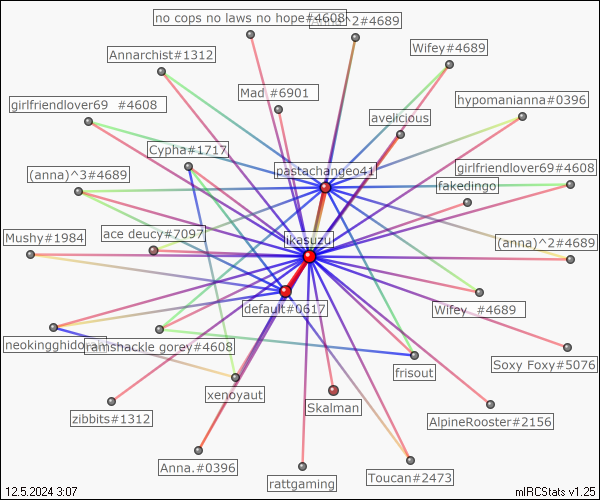 no cops no laws no hope#4608
^2#4689
Annarchist#1312
Wifey#4689
Mad #6901
girlfriendlover69 #4608
hypomanianna#0396
avelicious
Cypha#1717
(anna)^3#4689
pastachangeo41
girlfriendlover69#4608
fakedingo
Mushy#1984
ace deucy#7097
ikasuzu
(anna)^2#4689
default#0617
Wifey #4689
neokingghido
ramshackle gorey#4608
frisout
Soxy Foxy#5076
xenoyaut
Skalman
zibbits#1312
AlpineRooster#2156
Anna.#0396
rattgaming
Toucan#2473
12.5.2024 3:07
mIRCStats v1.25